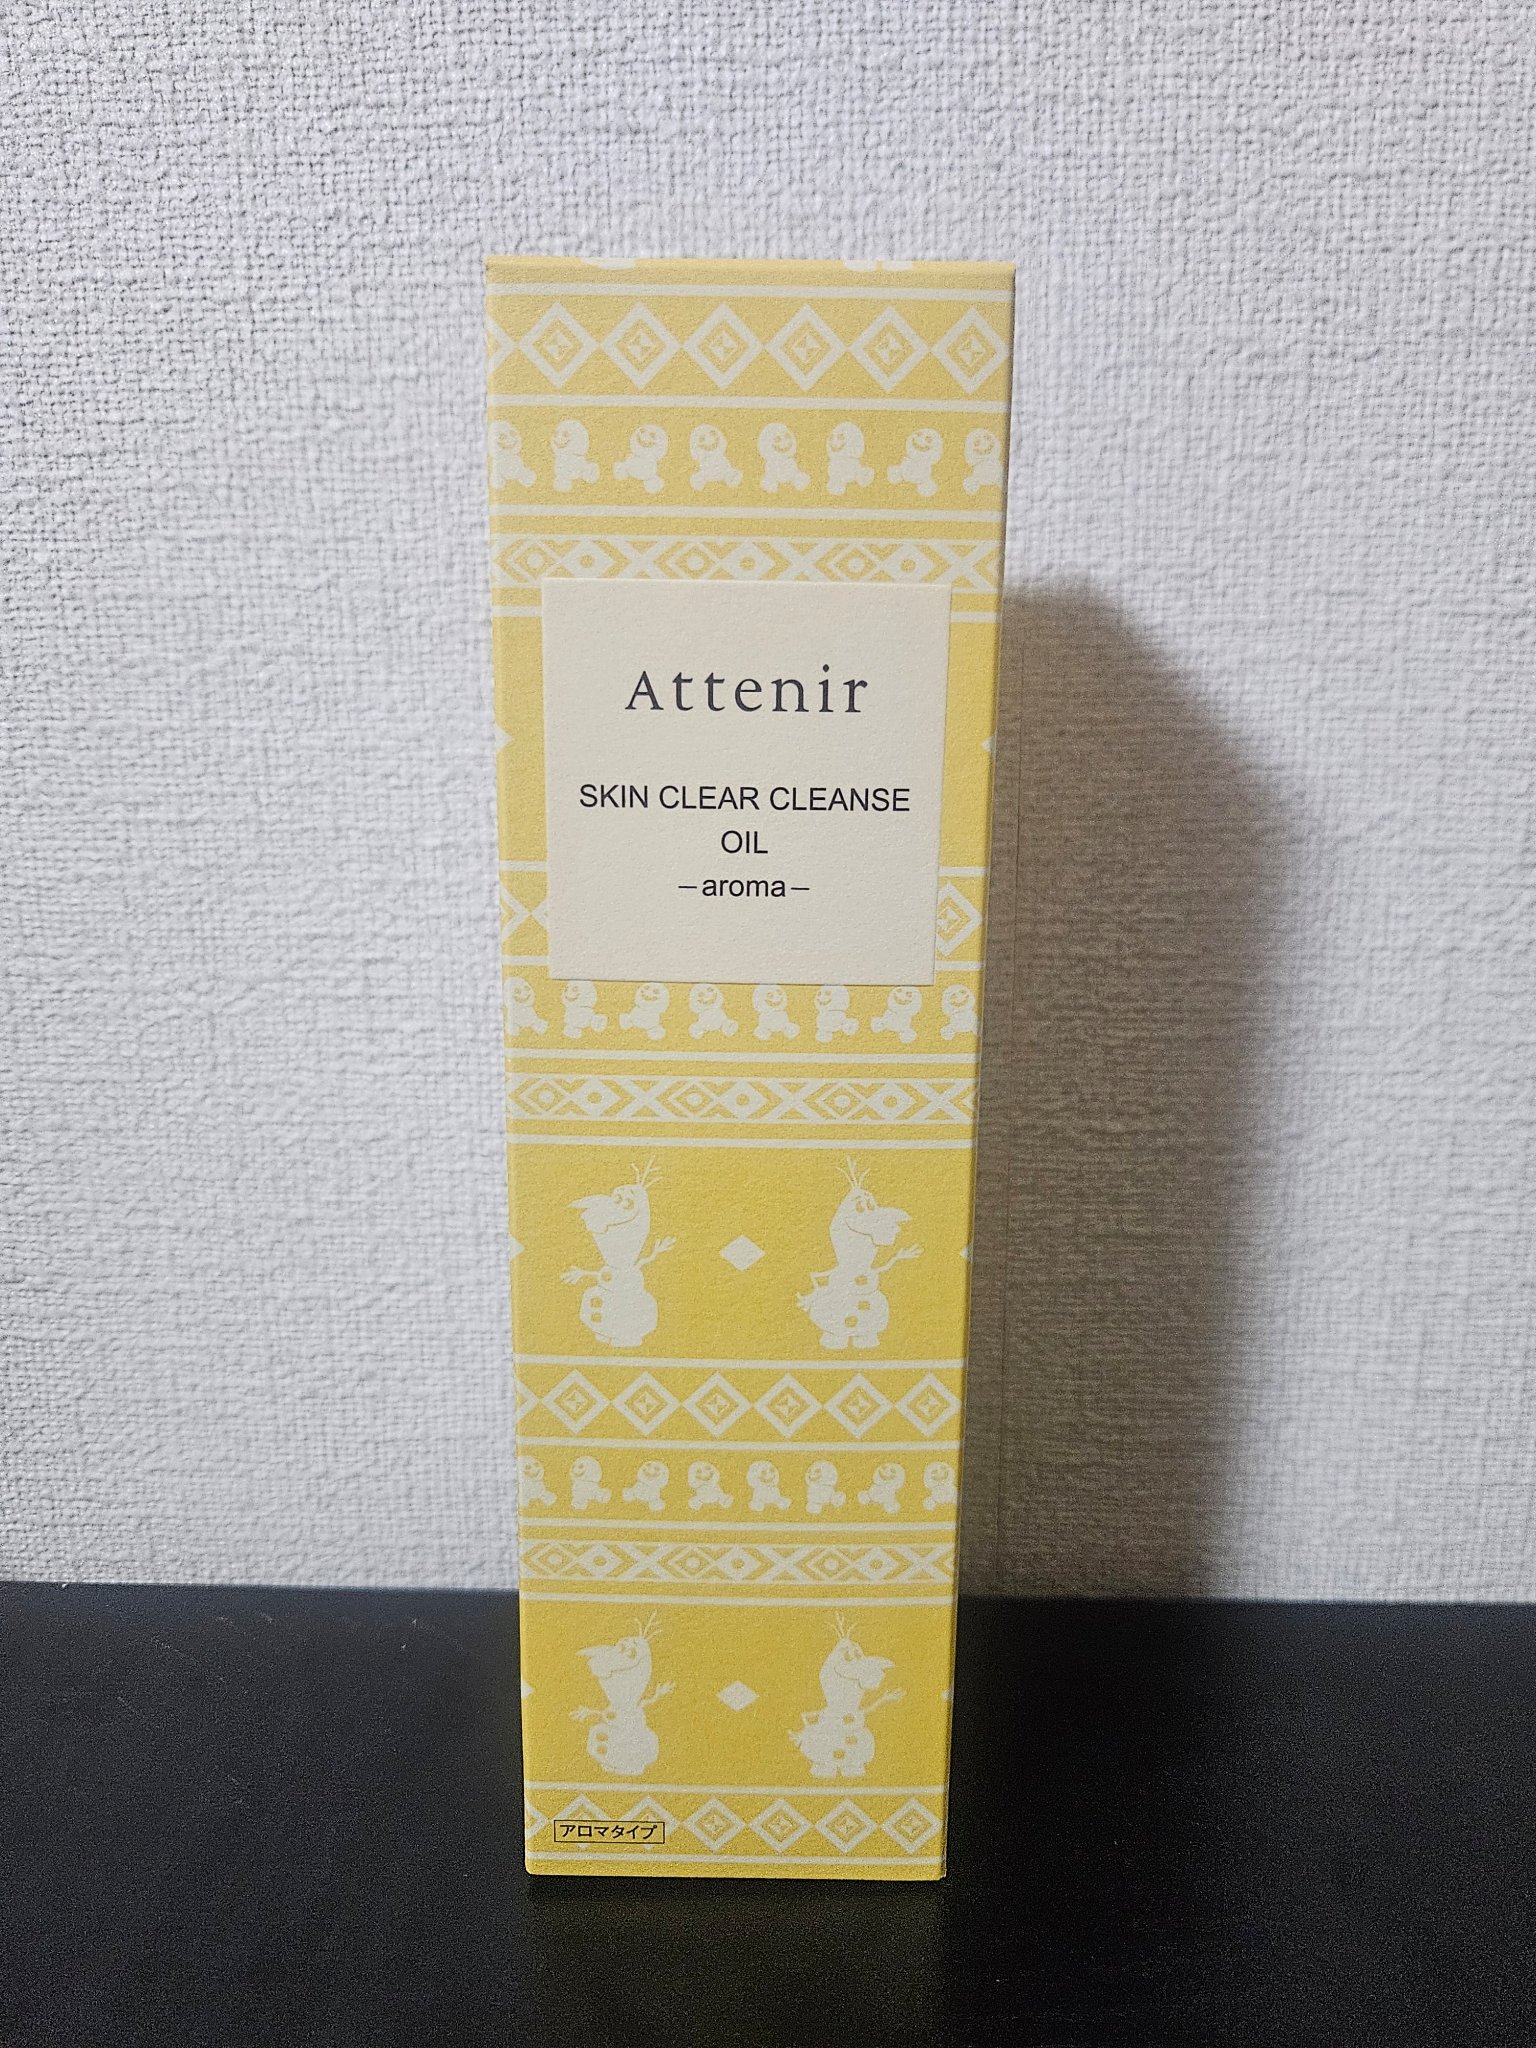 Attenir
SKIN CLEAR CLEANSE
OIL
—aroma—
アロマタイプ